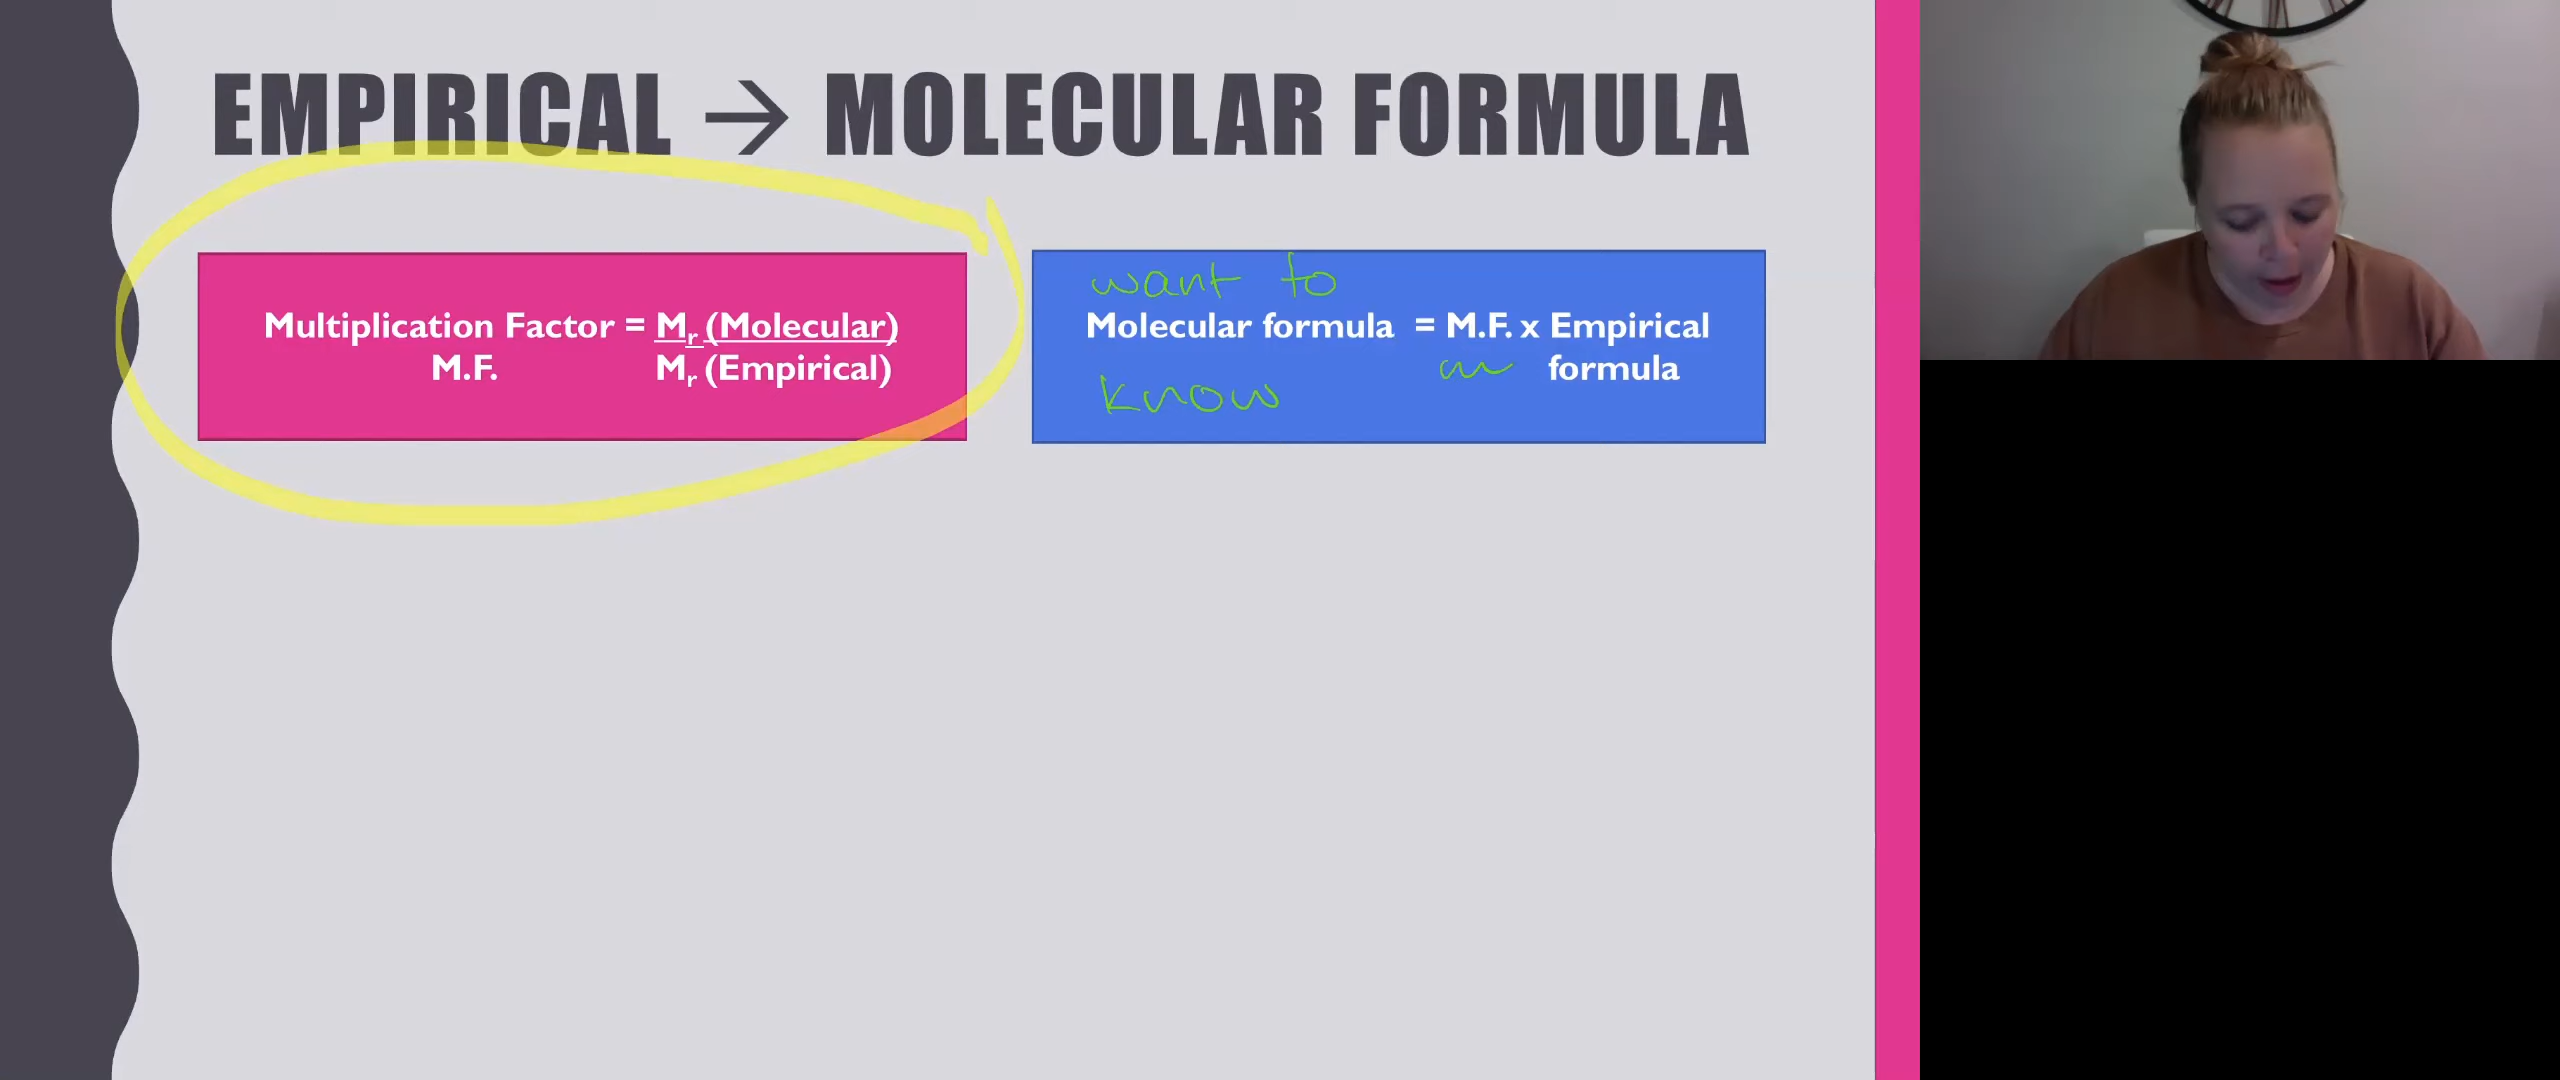 EMPIRICAL → MOLECULAR FORMULA
Multiplication Factor = Mr (Molecular)
M.F. Mr (Empirical)
want to
Molecular formula = M.F. x Empirical
formula
know